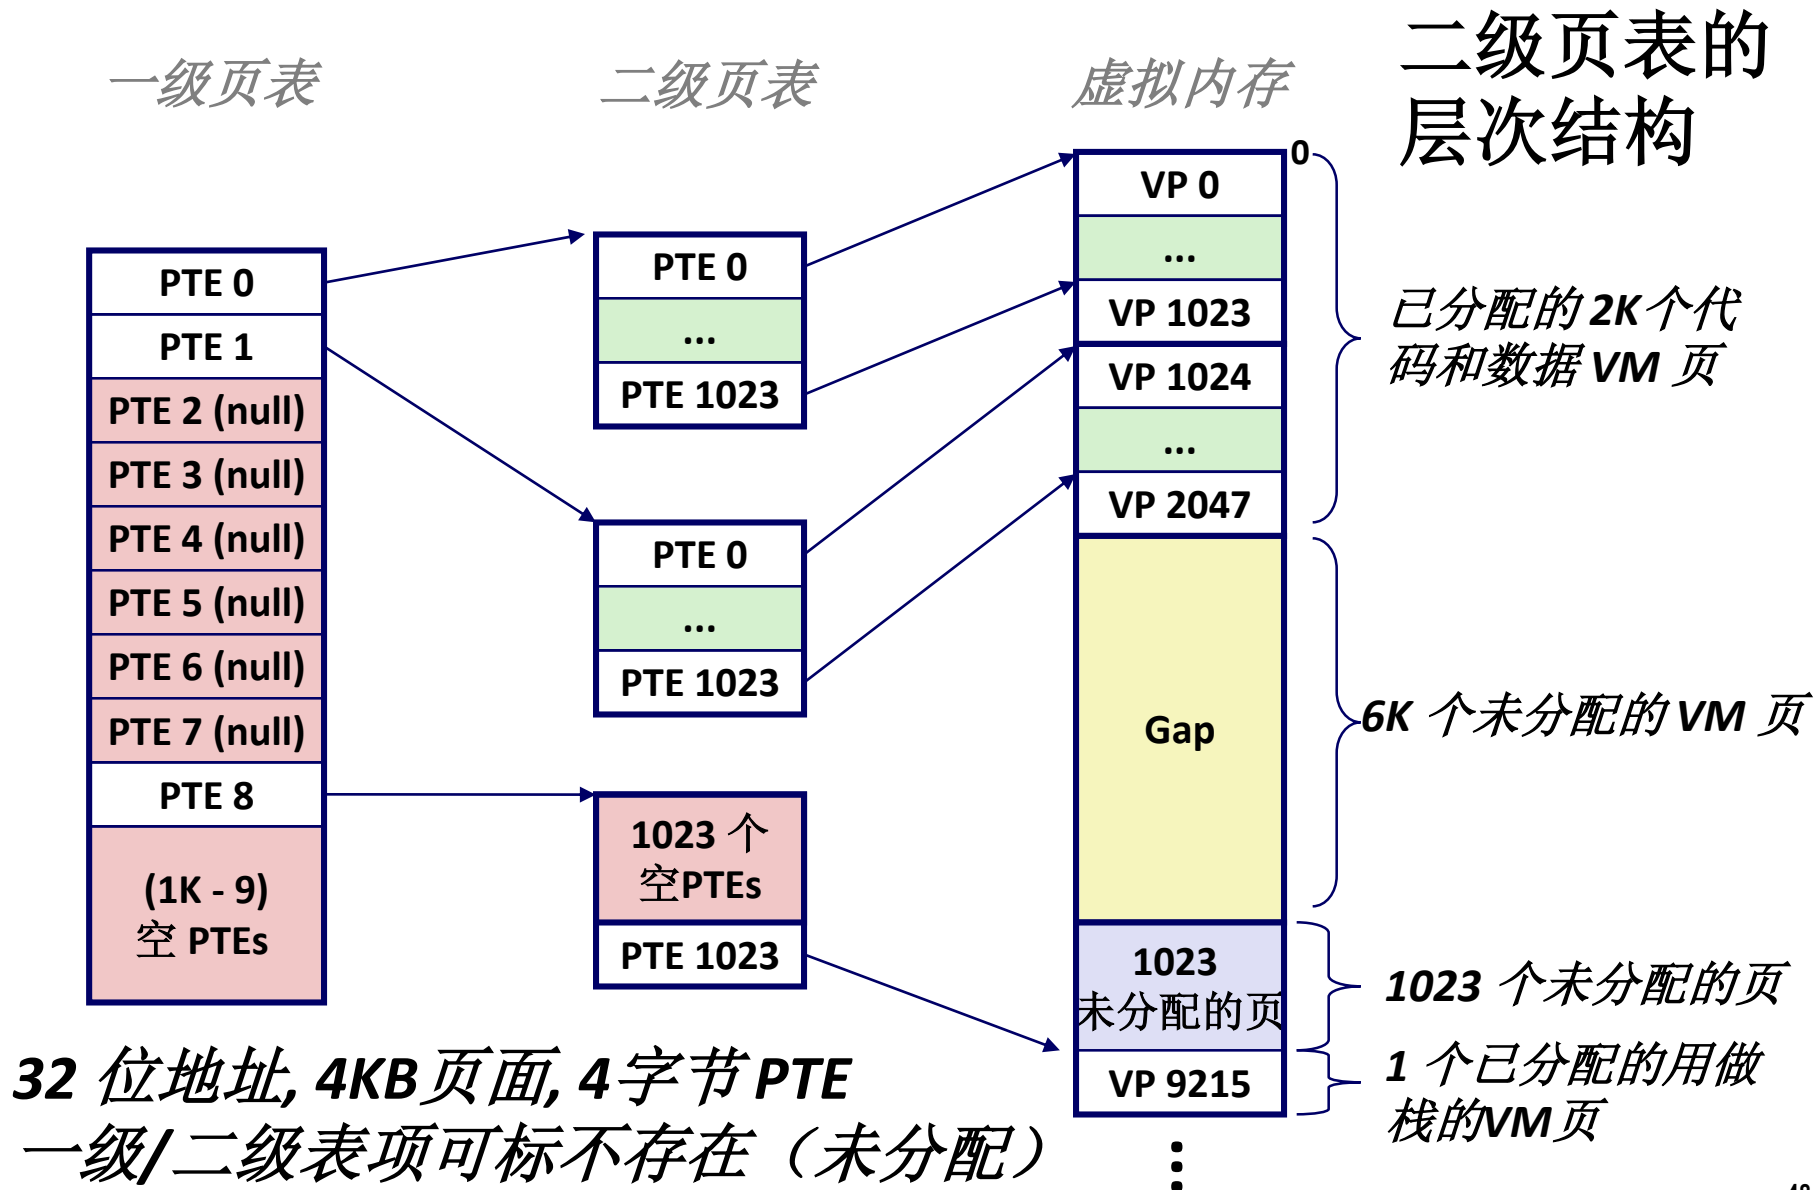 二级页表的
层次结构
一级页表
二级页表
虚拟内存
PTE 0
PTE 1
PTE 2 (null)
PTE 3 (null)
PTE 4 (null)
PTE 5 (null)
PTE 6 (null)
PTE 7 (null)
PTE 8
(1K - 9)
空 PTEs
PTE 0
...
PTE 1023
PTE 0
...
PTE 1023
1023 个
空PTEs
PTE 1023
0
VP 0
...
VP 1023
VP 1024
...
VP 2047
Gap
1023
未分配的页
VP 9215
已分配的 2K个代
码和数据 VM 页
6K 个未分配的 VM 页
1023 个未分配的页
1 个已分配的用做
栈的VM页
32 位地址, 4KB页面, 4字节 PTE
一级/二级表项可标不存在（未分配）